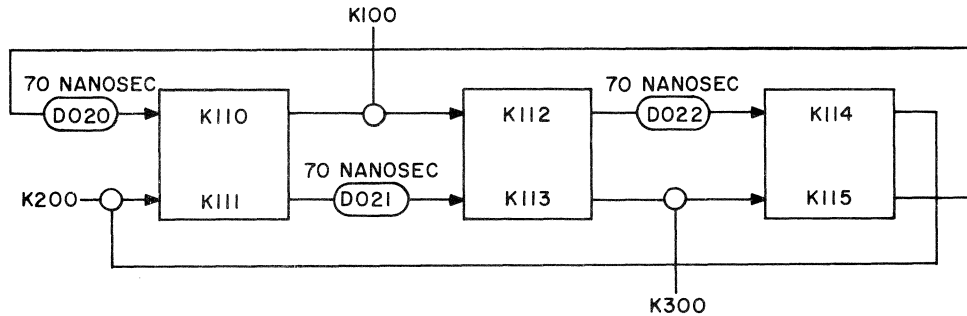 K100
70 NANOSEC
70 NANOSEC
D020
K110
K112
D022
K114
70 NANOSEC
K200
K111
D021
K113
K115
K300